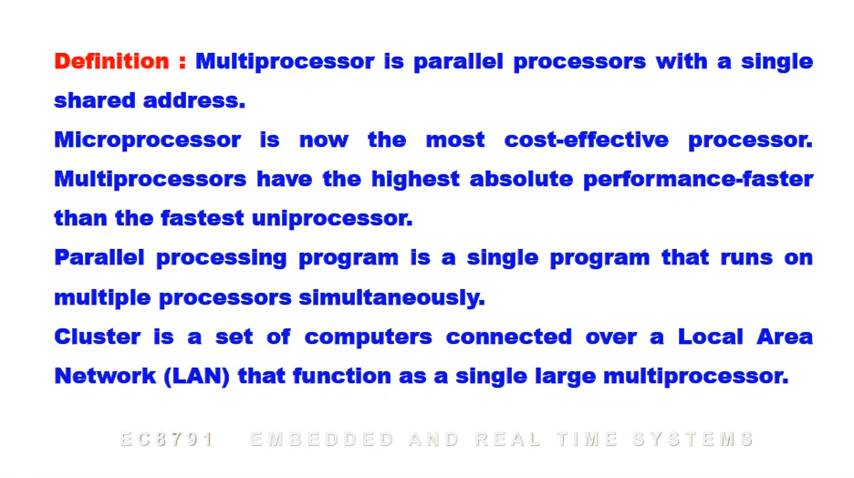 Definition : Multiprocessor is parallel processors with a single
shared address.
Microprocessor is now the most cost-effective processor.
Multiprocessors have the highest absolute performance-faster
than the fastest uniprocessor.
Parallel processing program is a single program that runs on
multiple processors simultaneously.
Cluster is a set of computers connected over a Local Area
Network (LAN) that function as a single large multiprocessor.
EC8791 EMBEDDED AND REAL TIME SYSTEMS